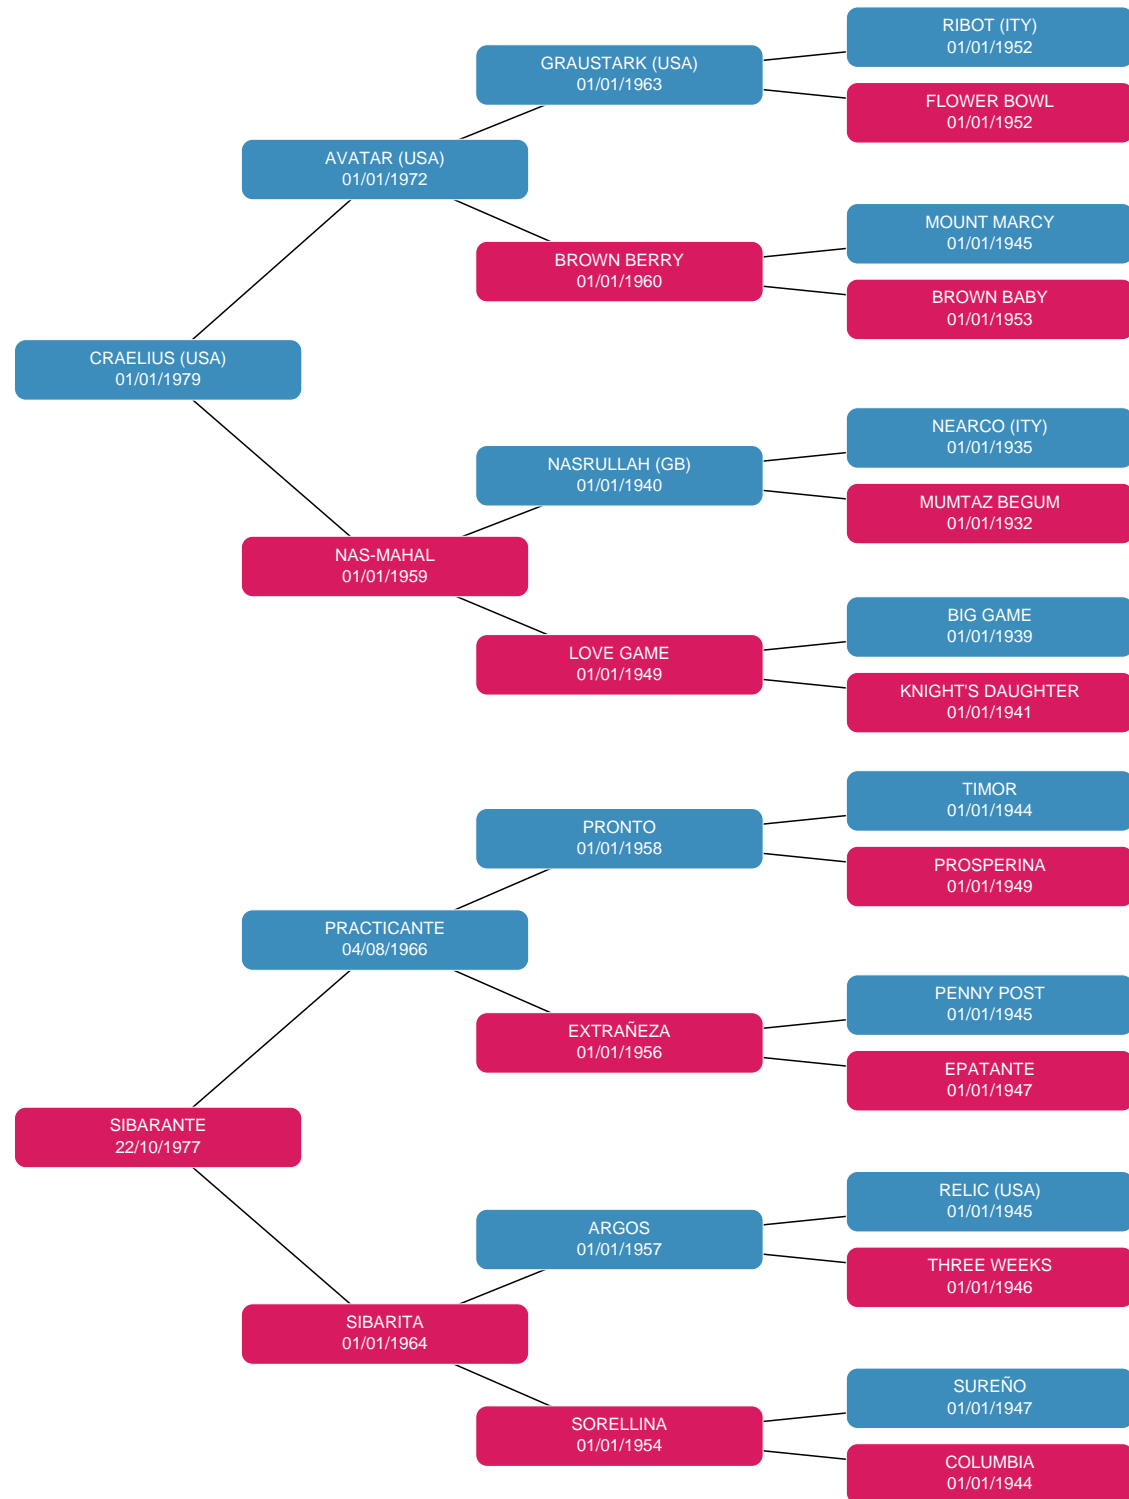 RIBOT (ITY)
01/01/1952
GRAUSTARK (USA)
01/01/1963
FLOWER BOWL
01/01/1952
AVATAR (USA)
01/01/1972
MOUNT MARCY
01/01/1945
BROWN BERRY
01/01/1960
BROWN BABY
01/01/1953
CRAELIUS (USA)
01/01/1979
NEARCO (ITY)
01/01/1935
NASRULLAH (GB)
01/01/1940
MUMTAZ BEGUM
01/01/1932
NAS-MAHAL
01/01/1959
BIG GAME
01/01/1939
LOVE GAME
01/01/1949
KNIGHT'S DAUGHTER
01/01/1941
TIMOR
01/01/1944
PRONTO
01/01/1958
PROSPERINA
01/01/1949
PRACTICANTE
04/08/1966
PENNY POST
01/01/1945
EXTRAÑEZA
01/01/1956
EPATANTE
01/01/1947
SIBARANTE
22/10/1977
RELIC (USA)
01/01/1945
ARGOS
01/01/1957
THREE WEEKS
01/01/1946
SIBARITA
01/01/1964
SUREÑO
01/01/1947
SORELLINA
01/01/1954
COLUMBIA
01/01/1944